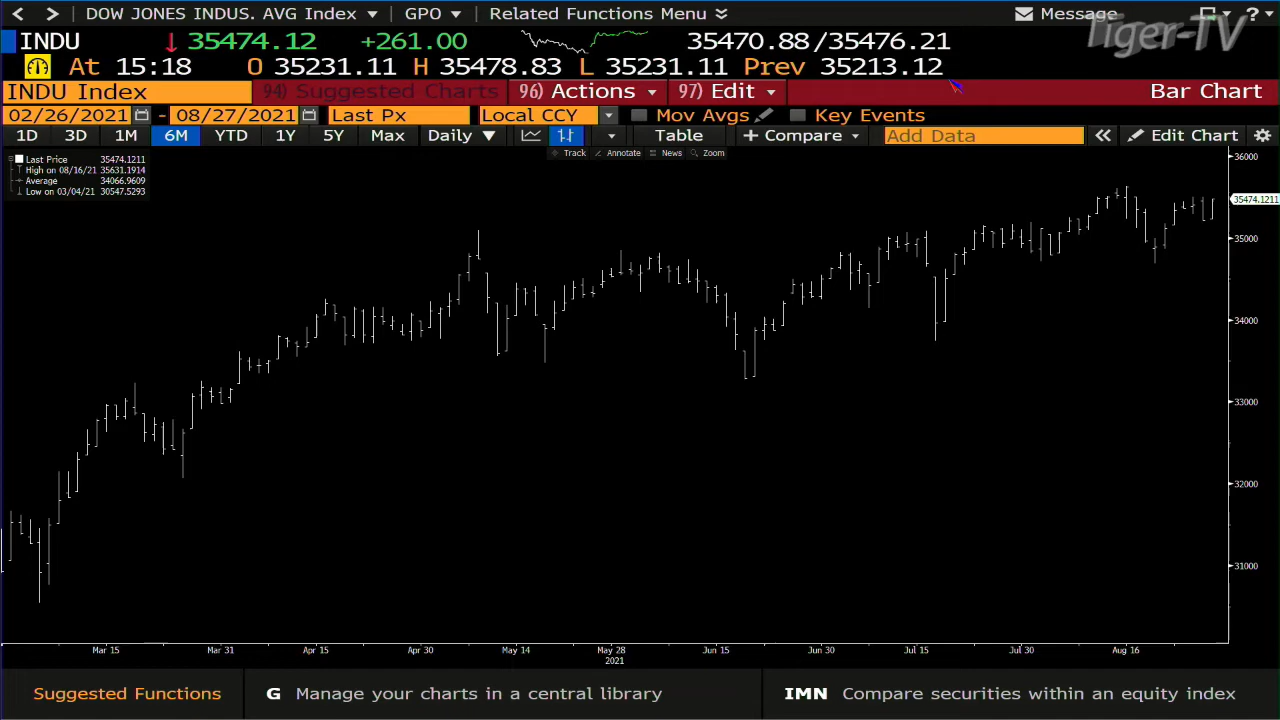 DOW JONES INDUS. AVG Index GPO Related Functions Menu Message ?
Tiger-TV
INDU 35474.12 +261.00 35470.88/35476.21
At 15:18 O 35231.11 H 35478.83 L 35231.11 Prev 35213.12
INDU Index 94) Suggested Charts 96) Actions 97) Edit Bar Chart
02/26/2021 - 08/27/2021 Last Px Local CCY Mov Avgs Key Events
1D 3D 1M 6M YTD 1Y 5Y Max Daily Table + Compare Add Data Edit Chart
Track Annotate News Zoom
Last Price 35474.1211
High on 08/16/21 35631.1914
Average 34066.9609
Low on 03/04/21 30547.5293
36000
35474.1211
35000
34000
33000
32000
31000
Mar 15 Mar 31 Apr 15 Apr 30 May 14 May 28 Jun 15 Jun 30 Jul 15 Jul 30 Aug 16
2021
Suggested Functions G Manage your charts in a central library IMN Compare securities within an equity index